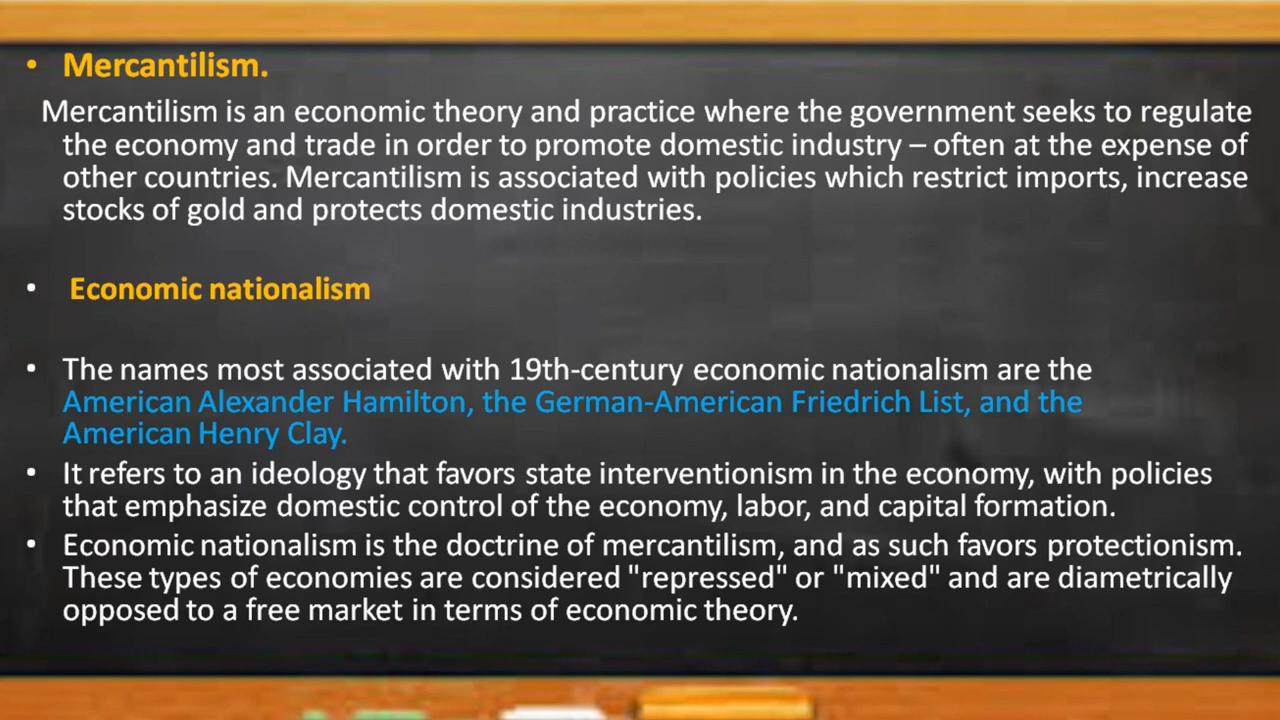 • Mercantilism.
Mercantilism is an economic theory and practice where the government seeks to regulate
the economy and trade in order to promote domestic industry – often at the expense of
other countries. Mercantilism is associated with policies which restrict imports, increase
stocks of gold and protects domestic industries.
• Economic nationalism
• The names most associated with 19th-century economic nationalism are the
American Alexander Hamilton, the German-American Friedrich List, and the
American Henry Clay.
• It refers to an ideology that favors state interventionism in the economy, with policies
that emphasize domestic control of the economy, labor, and capital formation.
• Economic nationalism is the doctrine of mercantilism, and as such favors protectionism.
These types of economies are considered "repressed" or "mixed" and are diametrically
opposed to a free market in terms of economic theory.